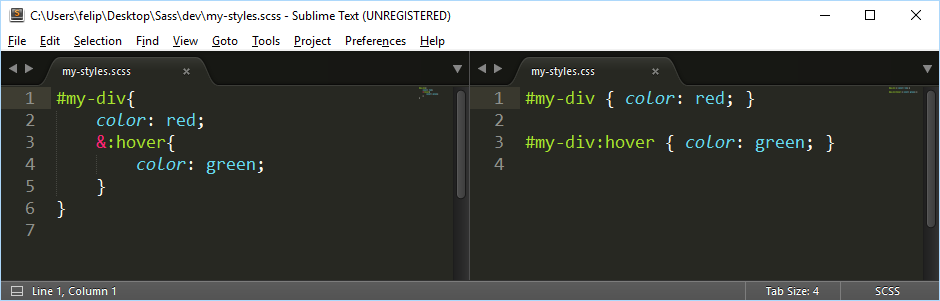 C:\Users\felip\Desktop\Sass\dev\my-styles.scss - Sublime Text (UNREGISTERED)
File Edit Selection Find View Goto Tools Project Preferences Help
my-styles.scss ×
1 #my-div{
2 color: red;
3 &:hover{
4 color: green;
5 }
6 }
7
my-styles.css ×
1 #my-div { color: red; }
2
3 #my-div:hover { color: green; }
4
Line 1, Column 1
Tab Size: 4
SCSS